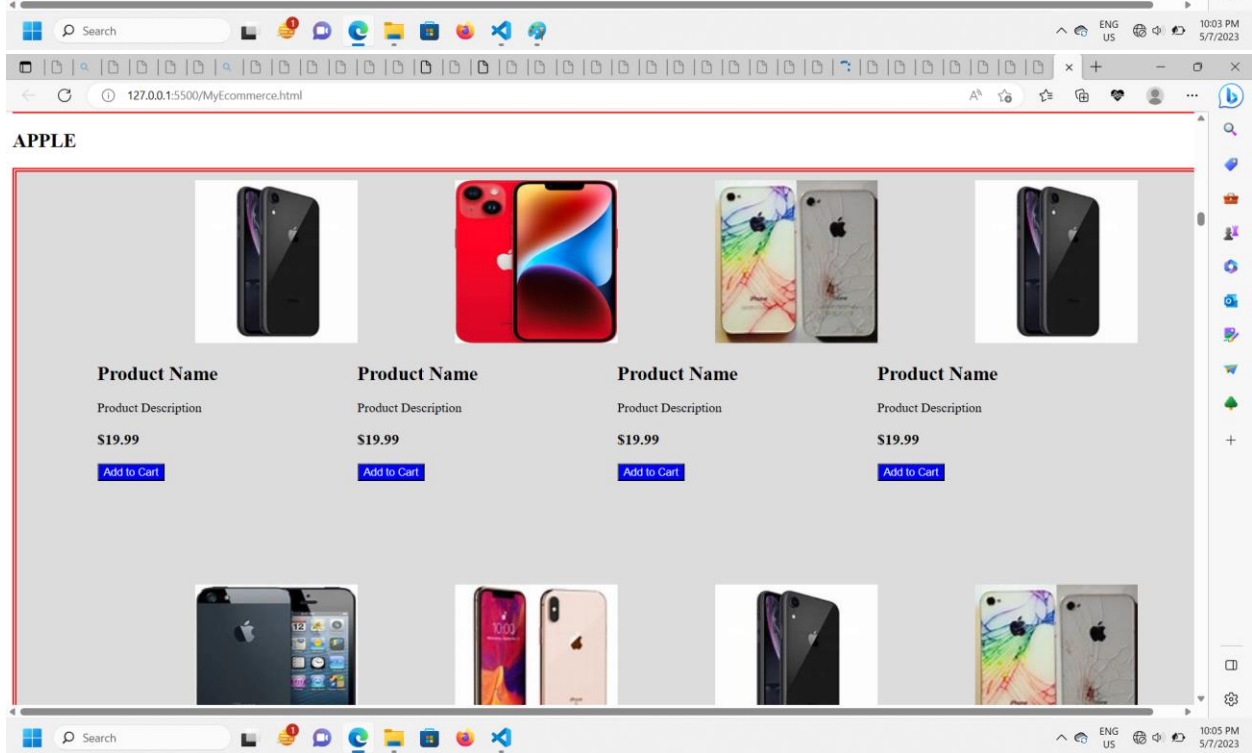 Search
ENG
US
10:03 PM
5/7/2023
127.0.0.1:5500/MyEcommerce.html
APPLE
Product Name Product Name Product Name Product Name
Product Description Product Description Product Description Product Description
$19.99 $19.99 $19.99 $19.99
Add to Cart Add to Cart Add to Cart Add to Cart
Search
ENG
US
10:05 PM
5/7/2023